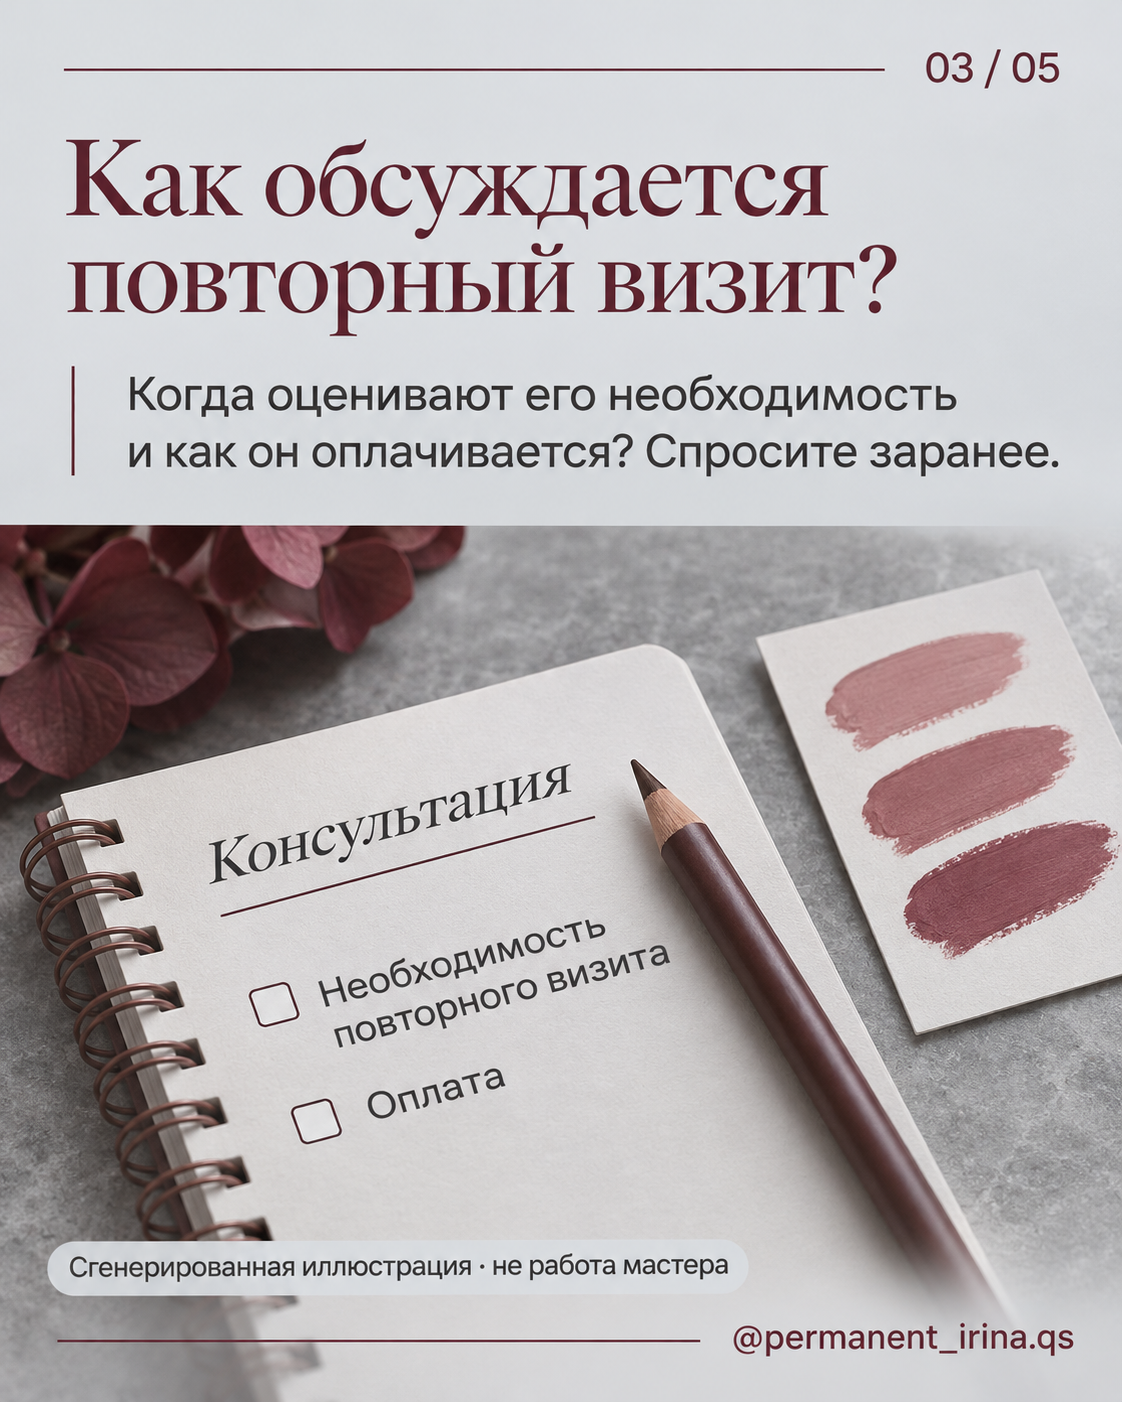 03 / 05
Как обсуждается
повторный визит?
Когда оценивают его необходимость
и как он оплачивается? Спросите заранее.
Консультация
Необходимость
повторного визита
Оплата
Сгенерированная иллюстрация · не работа мастера
@permanent_irina.qs